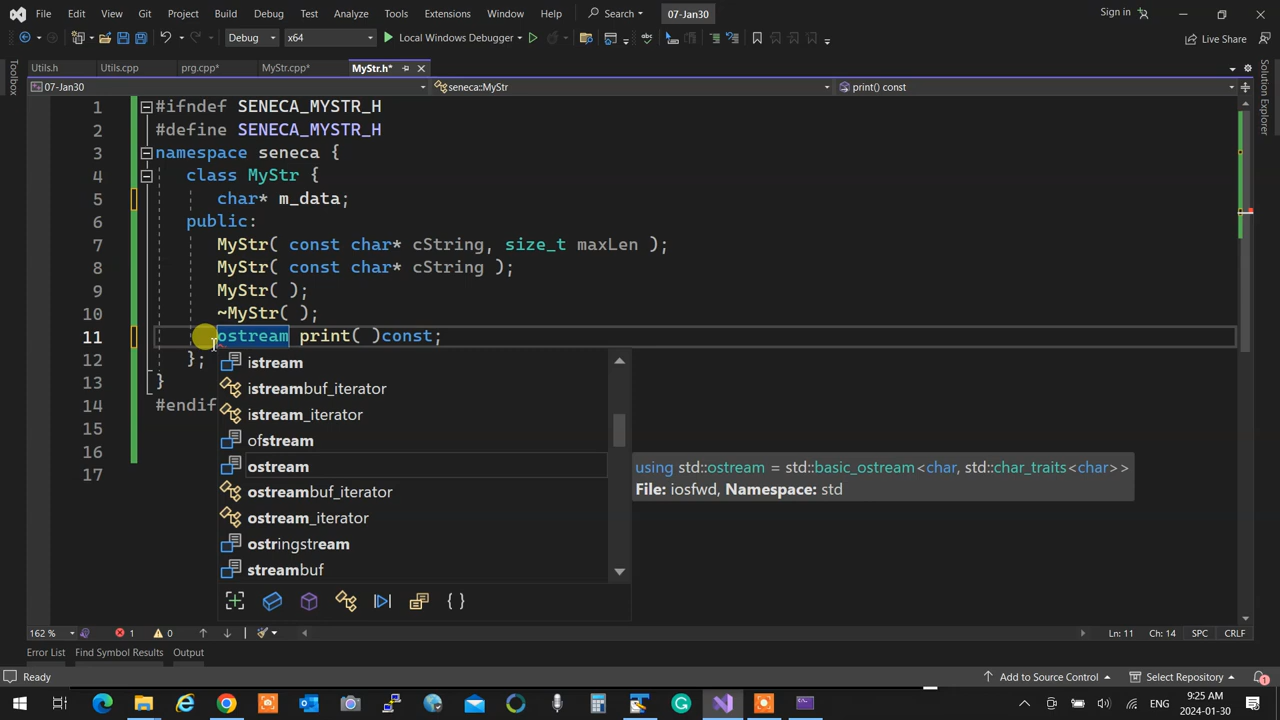 File Edit View Git Project Build Debug Test Analyze Tools Extensions Window Help Search 07-Jan30 Sign in
Debug x64 Local Windows Debugger Live Share
Utils.h Utils.cpp prg.cpp* MyStr.cpp* MyStr.h*
07-Jan30 seneca::MyStr print() const
Toolbox
Solution Explorer
1 #ifndef SENECA_MYSTR_H
2 #define SENECA_MYSTR_H
3 namespace seneca {
4 class MyStr {
5 char* m_data;
6 public:
7 MyStr( const char* cString, size_t maxLen );
8 MyStr( const char* cString );
9 MyStr( );
10 ~MyStr( );
11 ostream print( )const;
12 };
13 }
14 #endif
15
16
17
istream
istreambuf_iterator
istream_iterator
ofstream
ostream
ostreambuf_iterator
ostream_iterator
ostringstream
streambuf
using std::ostream = std::basic_ostream<char, std::char_traits<char>>
File: iosfwd, Namespace: std
162 % 1 0 Ln: 11 Ch: 14 SPC CRLF
Error List Find Symbol Results Output
Ready Add to Source Control Select Repository 1
ENG 9:25 AM
2024-01-30